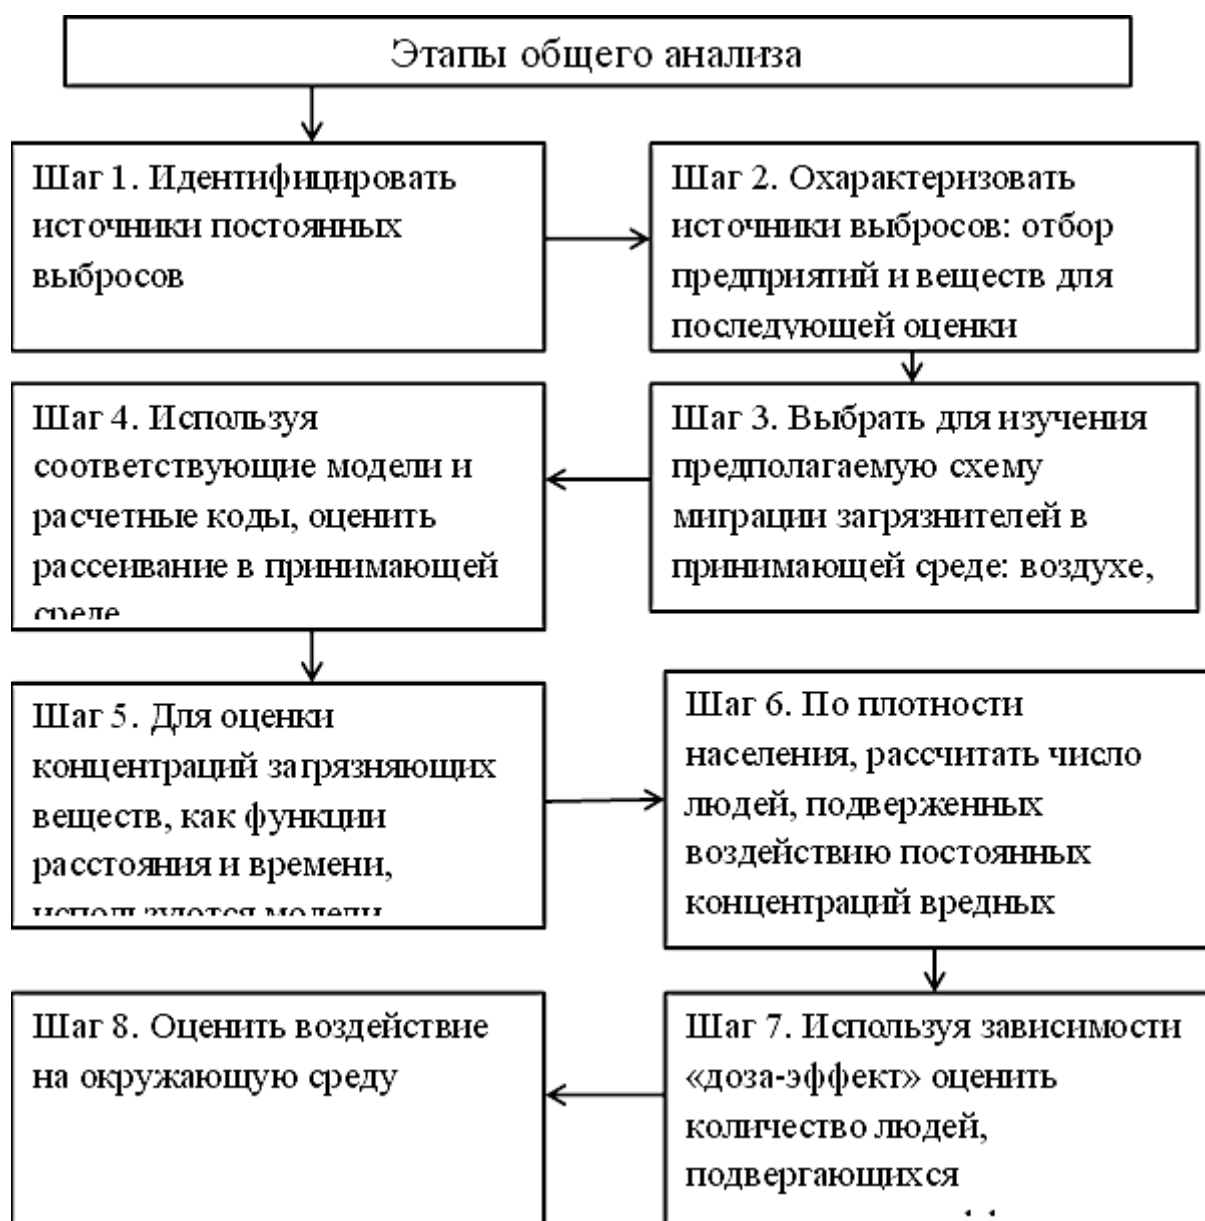 Этапы общего анализа
Шаг 1. Идентифицировать
источники постоянных
выбросов
Шаг 2. Охарактеризовать
источники выбросов: отбор
предприятий и веществ для
последующей оценки
Шаг 3. Выбрать для изучения
предполагаемую схему
миграции загрязнителей в
принимающей среде: воздухе,
Шаг 4. Используя
соответствующие модели и
расчетные коды, оценить
рассеивание в принимающей
среде
Шаг 5. Для оценки
концентраций загрязняющих
веществ, как функции
расстояния и времени,
используются модели
Шаг 6. По плотности
населения, рассчитать число
людей, подверженных
воздействию постоянных
концентраций вредных
Шаг 7. Используя зависимости
«доза-эффект» оценить
количество людей,
подвергающихся
Шаг 8. Оценить воздействие
на окружающую среду